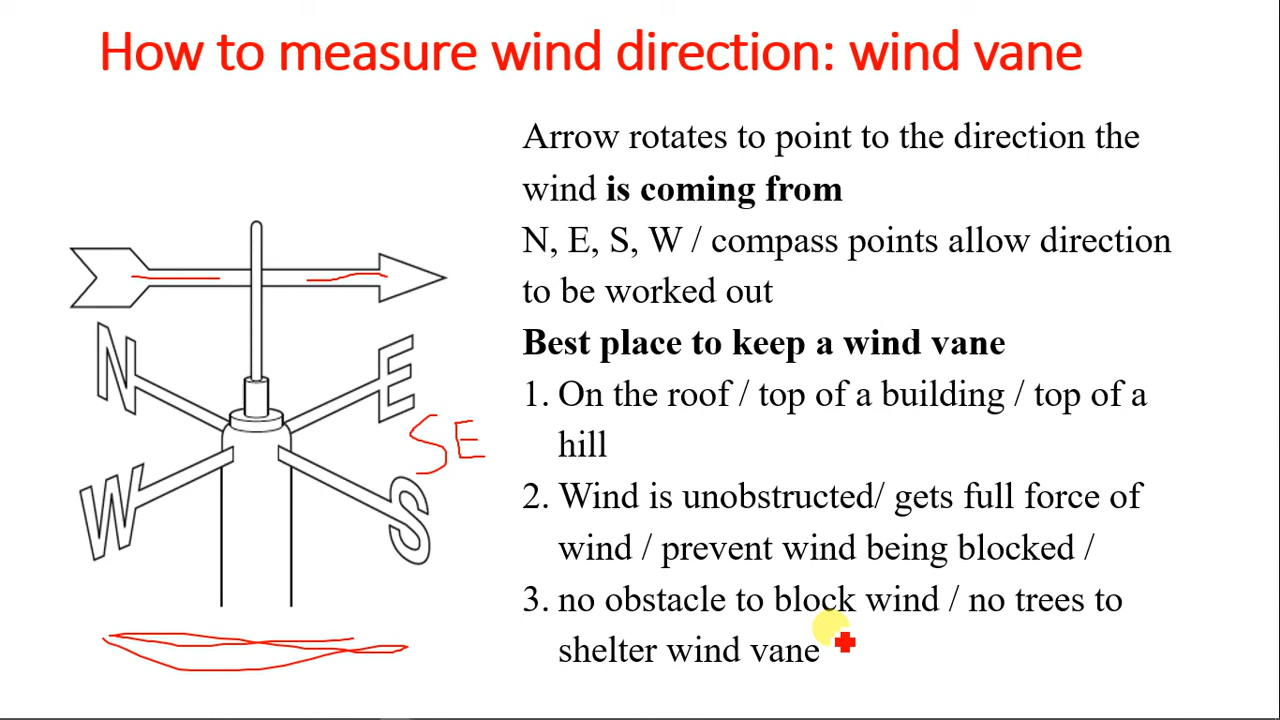 How to measure wind direction: wind vane
Arrow rotates to point to the direction the
wind is coming from
N, E, S, W / compass points allow direction
to be worked out
Best place to keep a wind vane
1. On the roof / top of a building / top of a
hill
2. Wind is unobstructed/ gets full force of
wind / prevent wind being blocked /
3. no obstacle to block wind / no trees to
shelter wind vane
N
E
SE
W
S